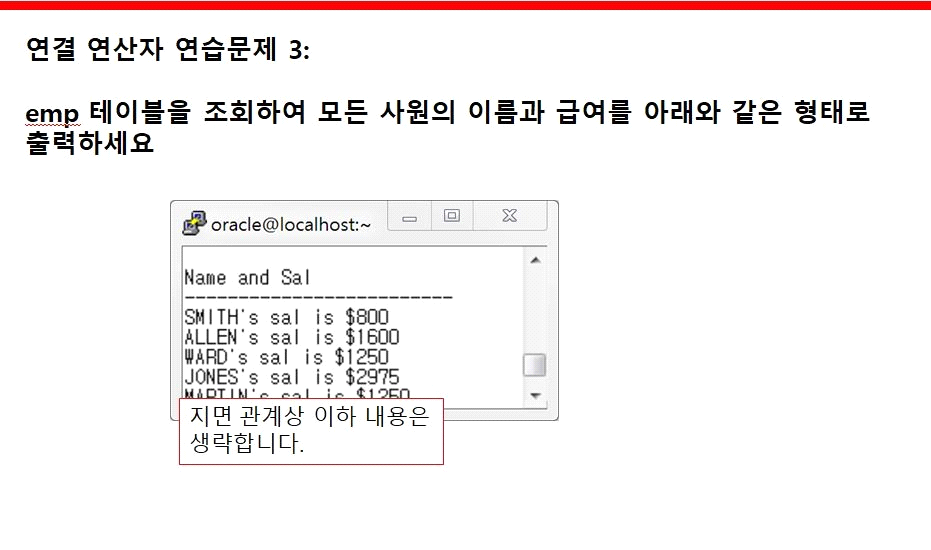 연결 연산자 연습문제 3:
emp 테이블을 조회하여 모든 사원의 이름과 급여를 아래와 같은 형태로
출력하세요
oracle@localhost:~
Name and Sal
-------------------------
SMITH's sal is $800
ALLEN's sal is $1600
WARD's sal is $1250
JONES's sal is $2975
MARTIN's sal is $1250
지면 관계상 이하 내용은
생략합니다.